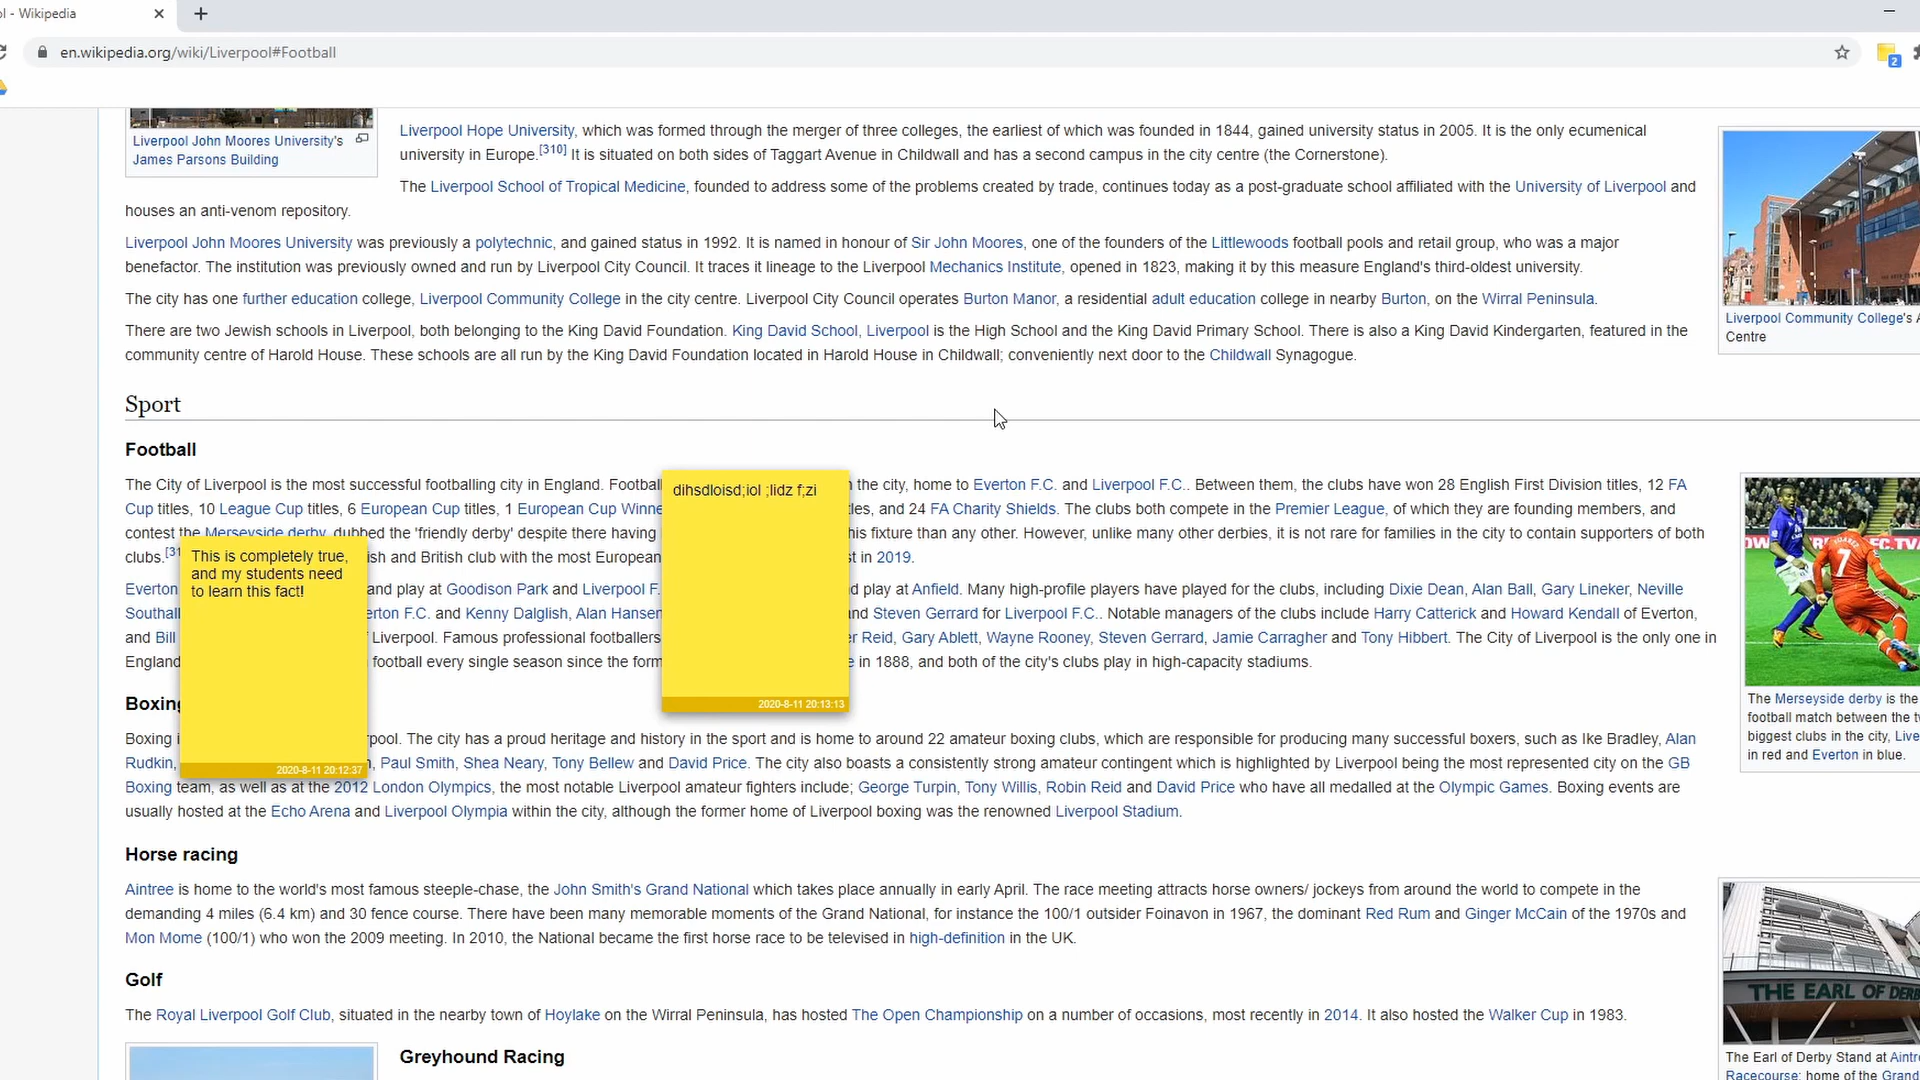 ol - Wikipedia
en.wikipedia.org/wiki/Liverpool#Football
2
Liverpool John Moores University's
James Parsons Building
Liverpool Hope University, which was formed through the merger of three colleges, the earliest of which was founded in 1844, gained university status in 2005. It is the only ecumenical
university in Europe.[310] It is situated on both sides of Taggart Avenue in Childwall and has a second campus in the city centre (the Cornerstone).
The Liverpool School of Tropical Medicine, founded to address some of the problems created by trade, continues today as a post-graduate school affiliated with the University of Liverpool and
houses an anti-venom repository.
Liverpool John Moores University was previously a polytechnic, and gained status in 1992. It is named in honour of Sir John Moores, one of the founders of the Littlewoods football pools and retail group, who was a major
benefactor. The institution was previously owned and run by Liverpool City Council. It traces it lineage to the Liverpool Mechanics Institute, opened in 1823, making it by this measure England's third-oldest university.
The city has one further education college, Liverpool Community College in the city centre. Liverpool City Council operates Burton Manor, a residential adult education college in nearby Burton, on the Wirral Peninsula.
There are two Jewish schools in Liverpool, both belonging to the King David Foundation. King David School, Liverpool is the High School and the King David Primary School. There is also a King David Kindergarten, featured in the
community centre of Harold House. These schools are all run by the King David Foundation located in Harold House in Childwall; conveniently next door to the Childwall Synagogue.
Liverpool Community College's A
Centre
Sport
Football
The City of Liverpool is the most successful footballing city in England. Football the city, home to Everton F.C. and Liverpool F.C.. Between them, the clubs have won 28 English First Division titles, 12 FA
Cup titles, 10 League Cup titles, 6 European Cup titles, 1 European Cup Winne les, and 24 FA Charity Shields. The clubs both compete in the Premier League, of which they are founding members, and
contest the Merseyside derby, dubbed the 'friendly derby' despite there having his fixture than any other. However, unlike many other derbies, it is not rare for families in the city to contain supporters of both
clubs.[31 ish and British club with the most European t in 2019.
Everton and play at Goodison Park and Liverpool F. d play at Anfield. Many high-profile players have played for the clubs, including Dixie Dean, Alan Ball, Gary Lineker, Neville
Southall erton F.C. and Kenny Dalglish, Alan Hansen and Steven Gerrard for Liverpool F.C.. Notable managers of the clubs include Harry Catterick and Howard Kendall of Everton,
and Bill Liverpool. Famous professional footballers er Reid, Gary Ablett, Wayne Rooney, Steven Gerrard, Jamie Carragher and Tony Hibbert. The City of Liverpool is the only one in
England football every single season since the form e in 1888, and both of the city's clubs play in high-capacity stadiums.
This is completely true,
and my students need
to learn this fact!
2020-8-11 20:12:37
dihsdloisd;iol ;lidz f;zi
2020-8-11 20:13:13
7
The Merseyside derby is the
football match between the t
biggest clubs in the city, Live
in red and Everton in blue.
Boxing
Boxing i rpool. The city has a proud heritage and history in the sport and is home to around 22 amateur boxing clubs, which are responsible for producing many successful boxers, such as Ike Bradley, Alan
Rudkin, n, Paul Smith, Shea Neary, Tony Bellew and David Price. The city also boasts a consistently strong amateur contingent which is highlighted by Liverpool being the most represented city on the GB
Boxing team, as well as at the 2012 London Olympics, the most notable Liverpool amateur fighters include; George Turpin, Tony Willis, Robin Reid and David Price who have all medalled at the Olympic Games. Boxing events are
usually hosted at the Echo Arena and Liverpool Olympia within the city, although the former home of Liverpool boxing was the renowned Liverpool Stadium.
Horse racing
Aintree is home to the world's most famous steeple-chase, the John Smith's Grand National which takes place annually in early April. The race meeting attracts horse owners/ jockeys from around the world to compete in the
demanding 4 miles (6.4 km) and 30 fence course. There have been many memorable moments of the Grand National, for instance the 100/1 outsider Foinavon in 1967, the dominant Red Rum and Ginger McCain of the 1970s and
Mon Mome (100/1) who won the 2009 meeting. In 2010, the National became the first horse race to be televised in high-definition in the UK.
THE EARL OF DERB
The Earl of Derby Stand at Aintre
Racecourse; home of the Grand
Golf
The Royal Liverpool Golf Club, situated in the nearby town of Hoylake on the Wirral Peninsula, has hosted The Open Championship on a number of occasions, most recently in 2014. It also hosted the Walker Cup in 1983.
Greyhound Racing